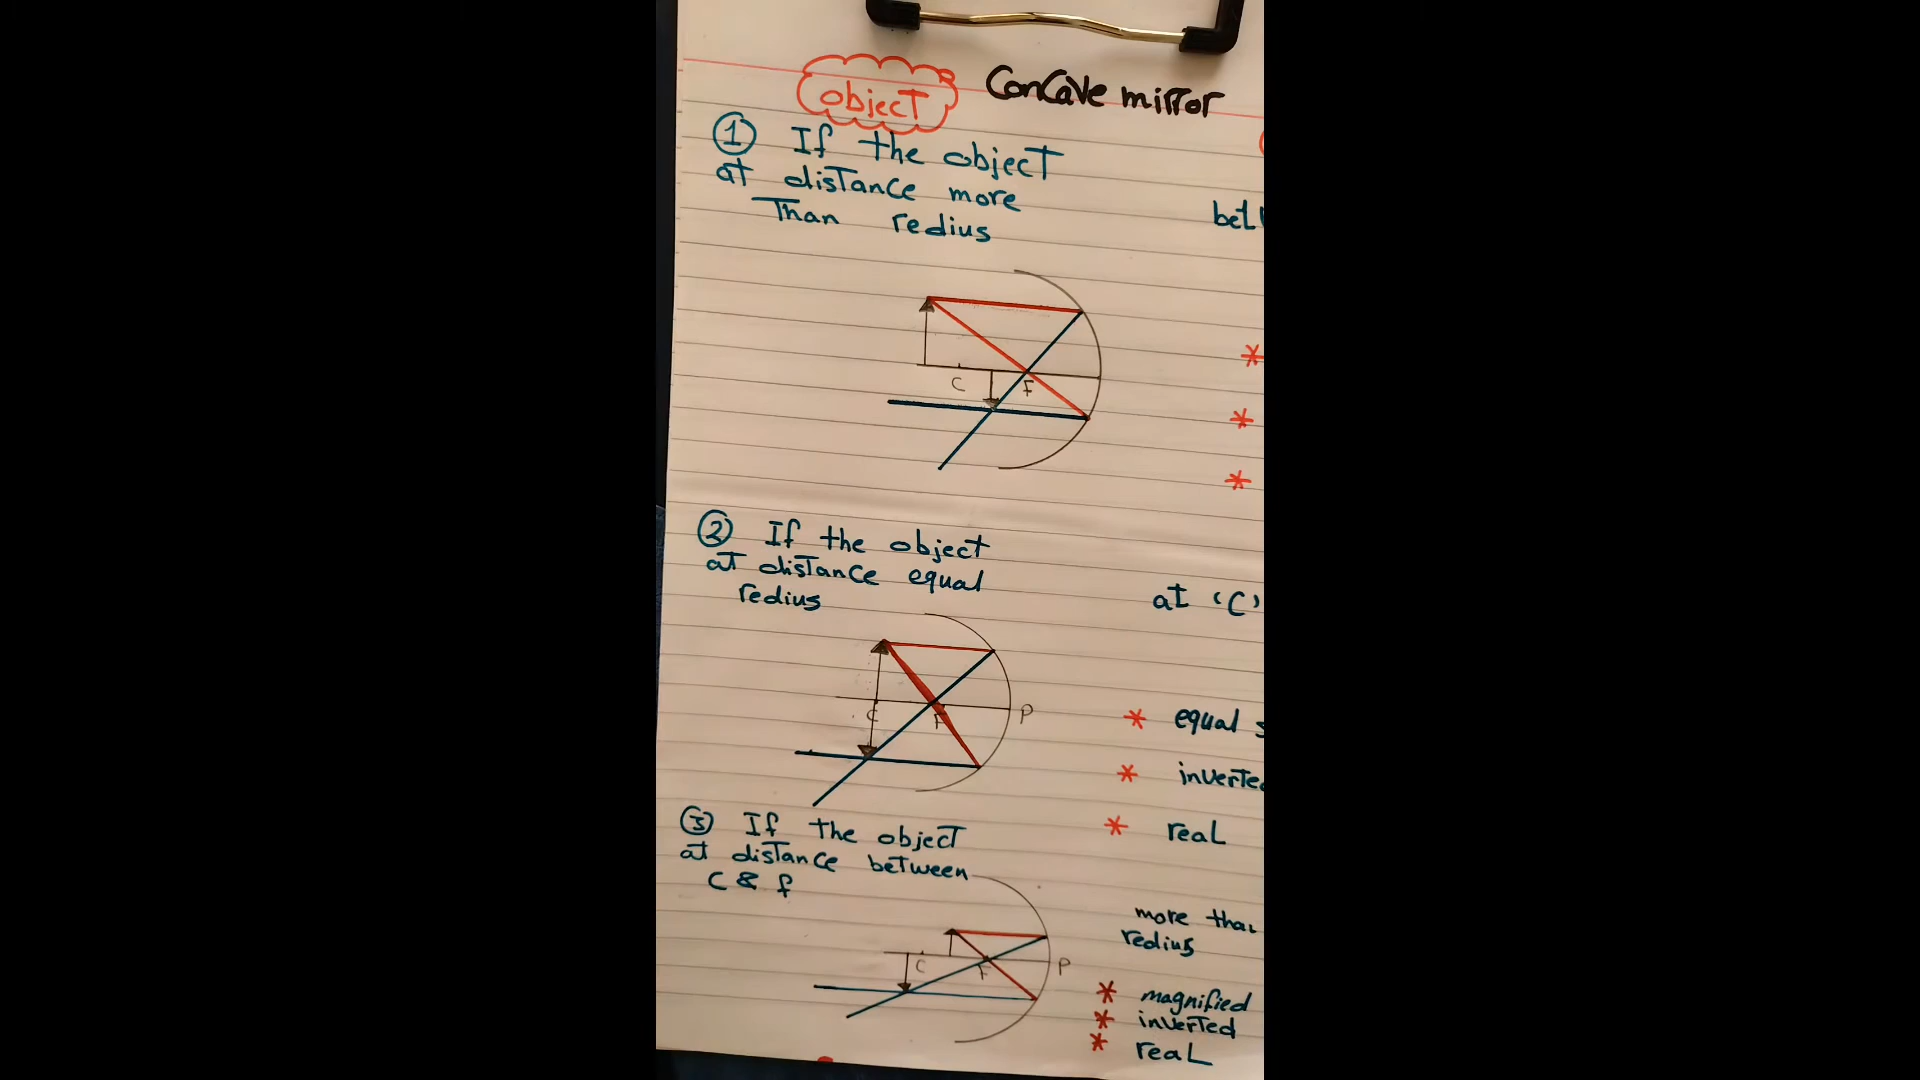 object Concave mirror
① If the object
at distance more
Than redius
C
F
② If the object
at distance equal
redius
at 'C'
C
F
P
* equal
* inverted
* real
③ If the object
at distance between
C & f
C
F
P
more than
redius
* magnified
* inverted
* real